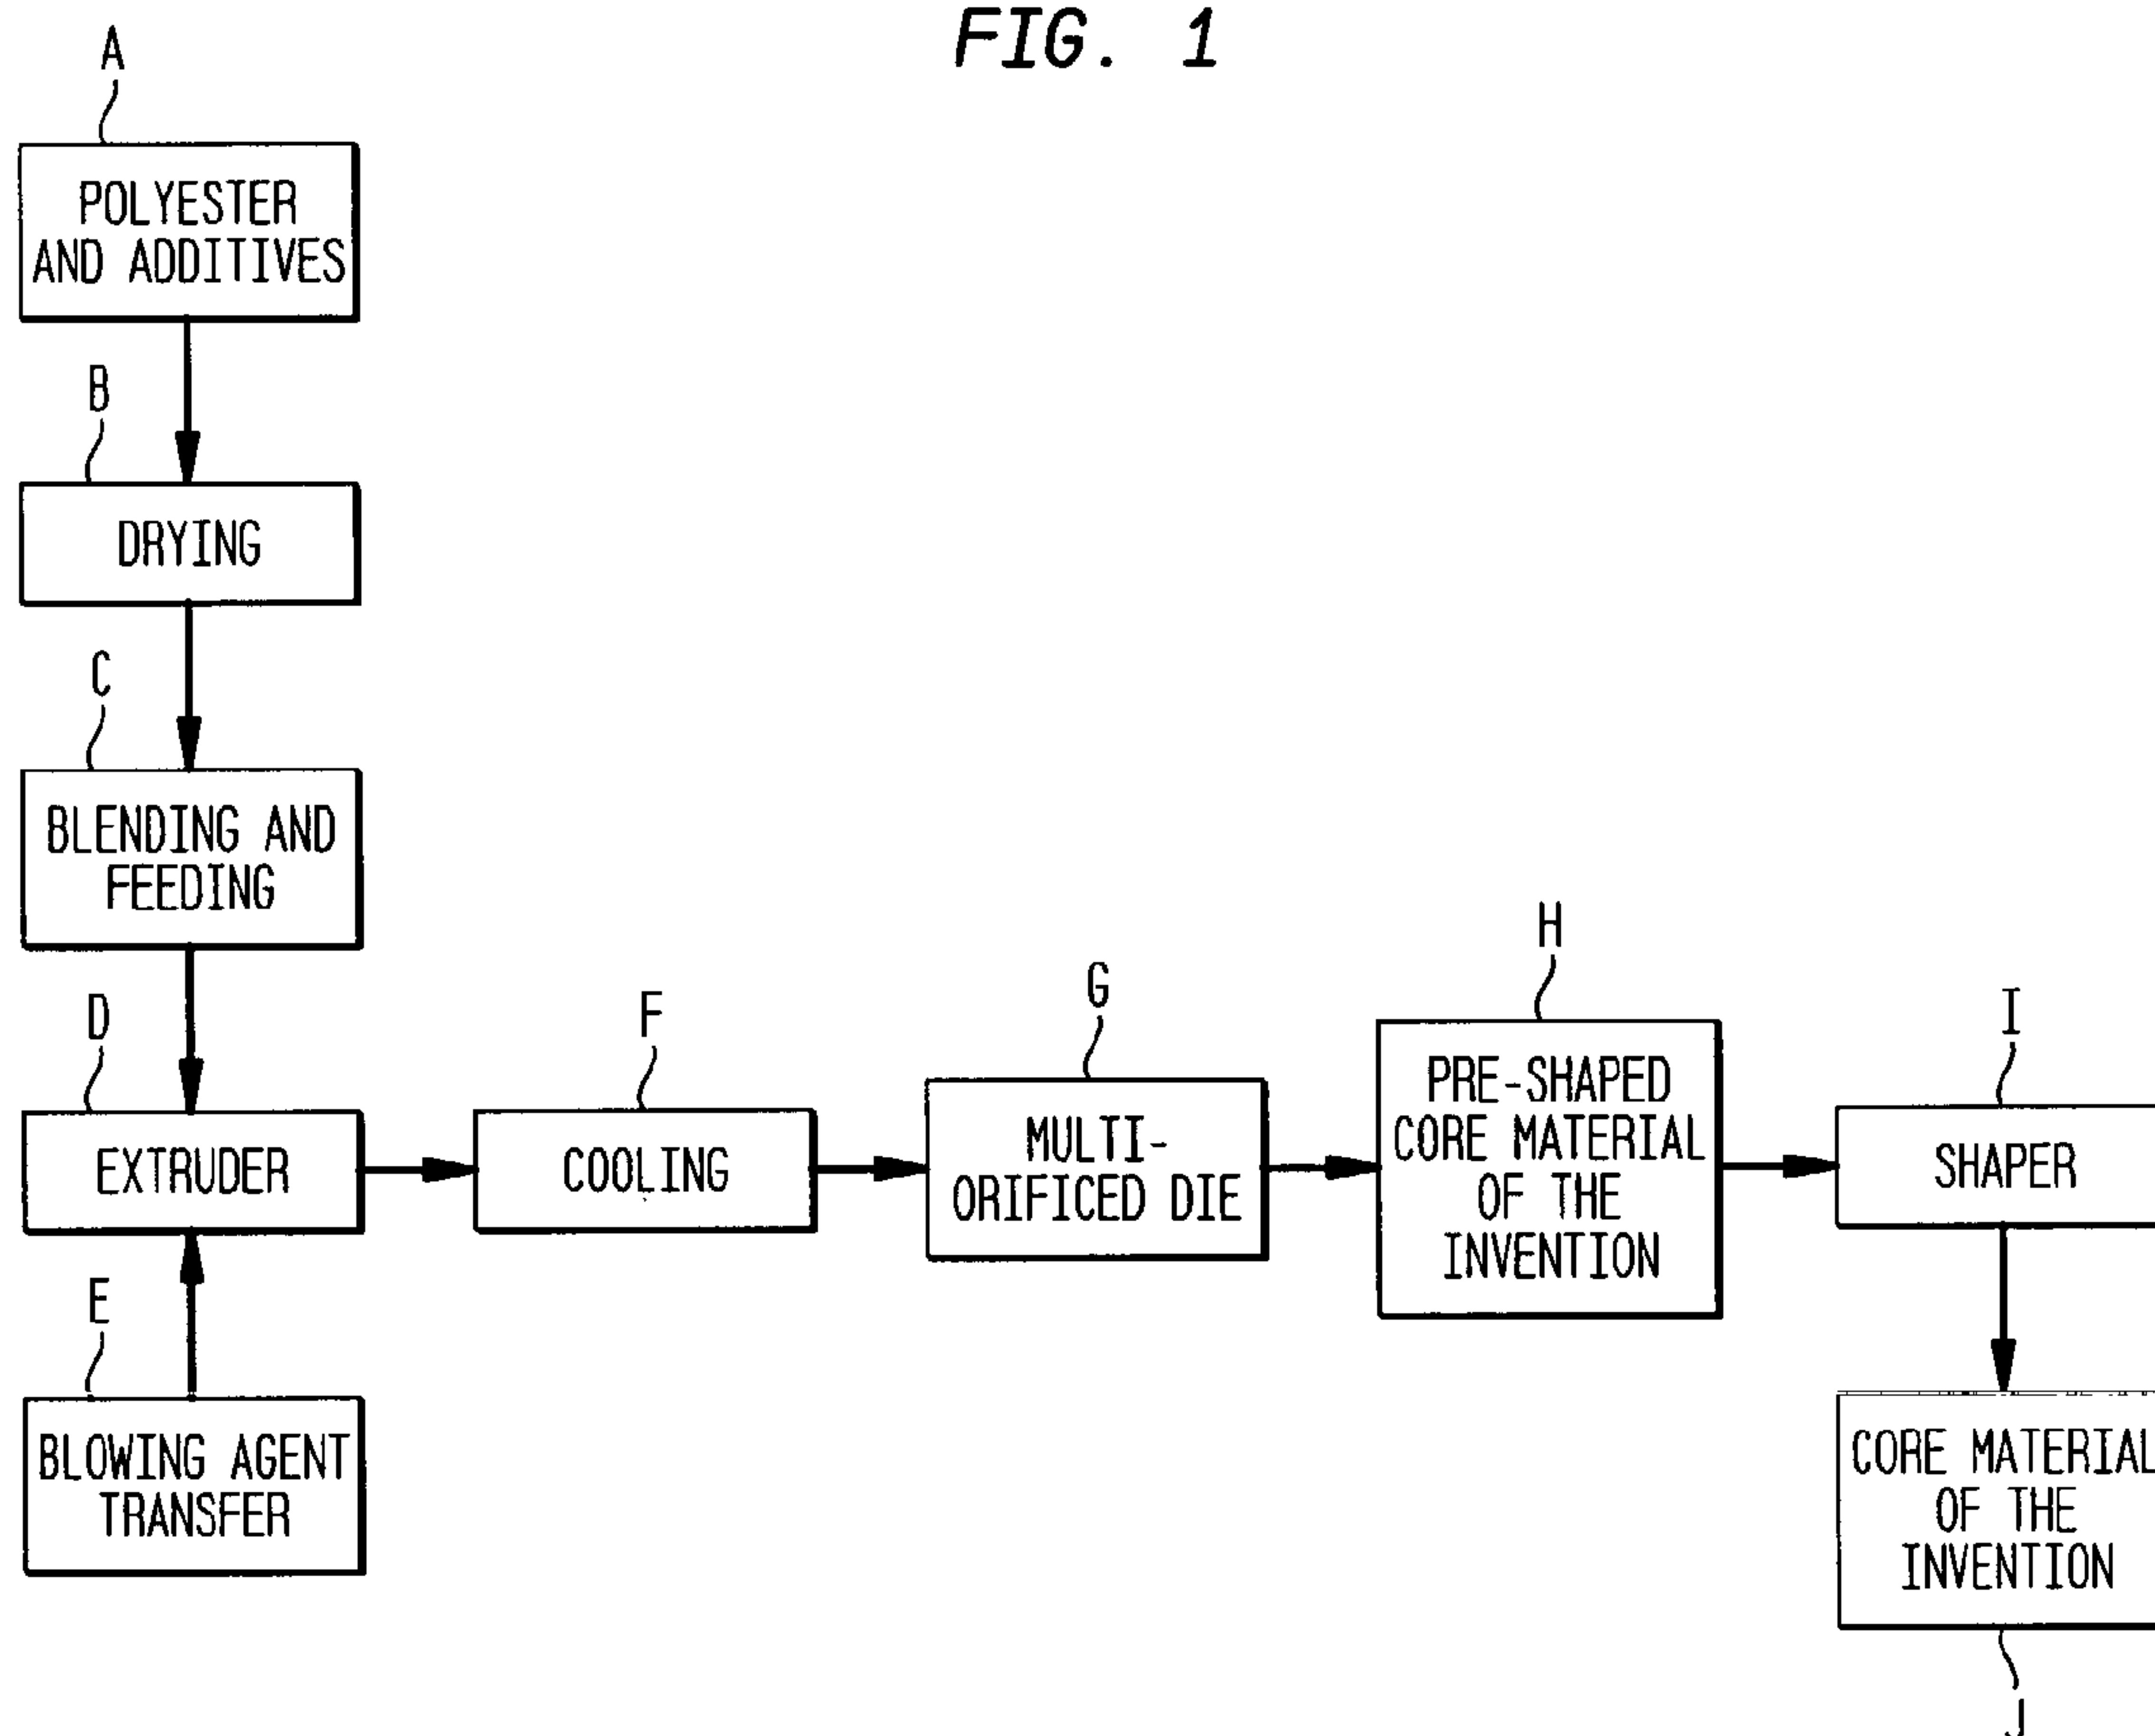 FIG. 1
A
POLYESTER
AND ADDITIVES
B
DRYING
C
BLENDING AND
FEEDING
D
EXTRUDER
E
BLOWING AGENT
TRANSFER
F
COOLING
G
MULTI-
ORIFICED DIE
H
PRE-SHAPED
CORE MATERIAL
OF THE
INVENTION
I
SHAPER
CORE MATERIAL
OF THE
INVENTION
J